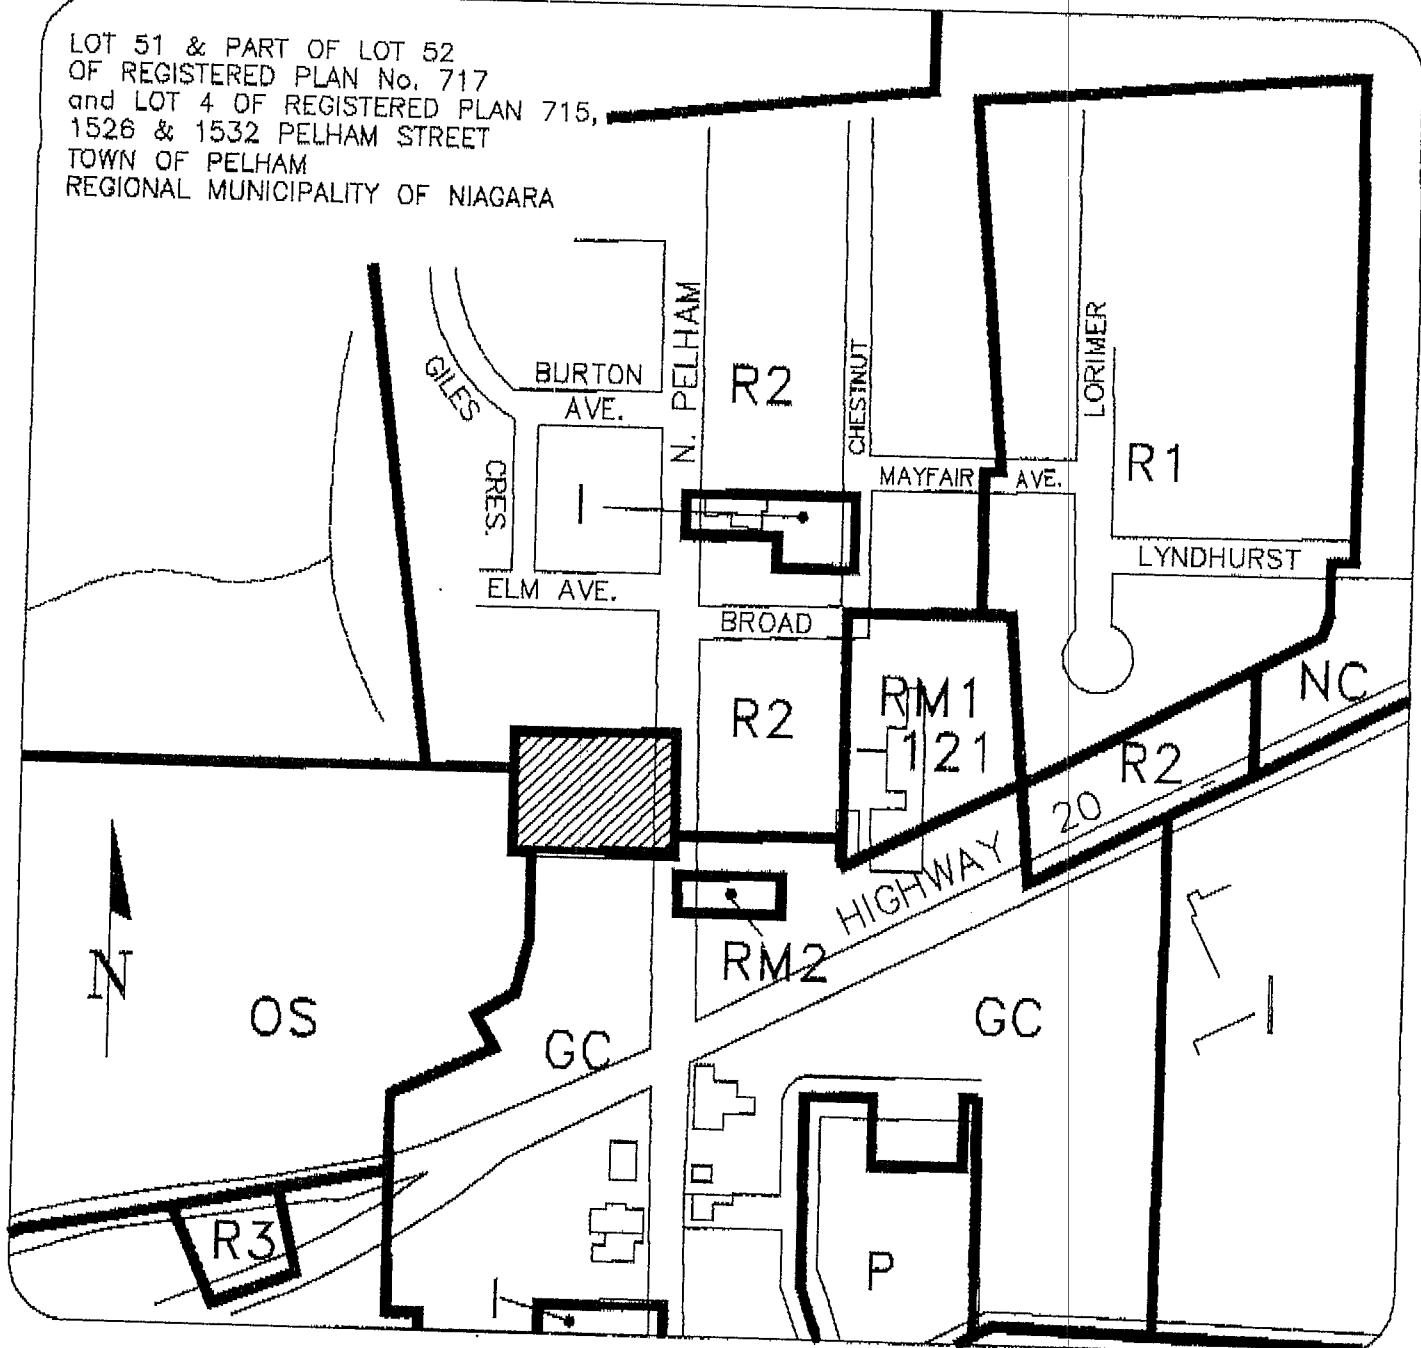 LOT 51 & PART OF LOT 52
OF REGISTERED PLAN No. 717
and LOT 4 OF REGISTERED PLAN 715,
1526 & 1532 PELHAM STREET
TOWN OF PELHAM
REGIONAL MUNICIPALITY OF NIAGARA
GILES
CRES.
BURTON
AVE.
N. PELHAM
R2
CHESTNUT
LORIMER
R1
MAYFAIR AVE.
I
LYNDHURST
ELM AVE.
BROAD
R2
RM1
121
NC
R2
HIGHWAY 20
RM2
N
OS
GC
GC
I
R3
P
I